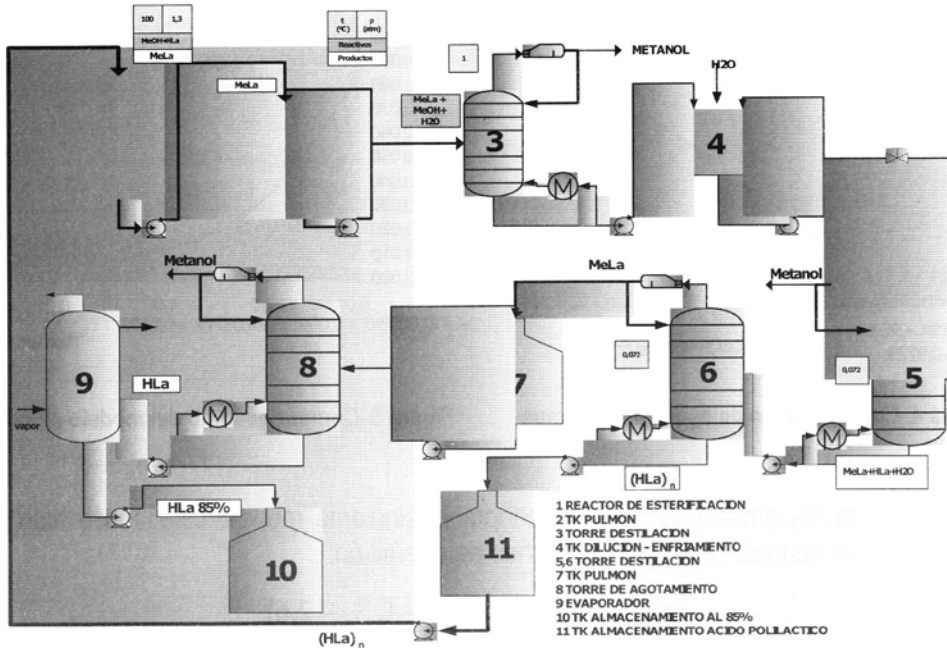 100 1,3
MeOH+HLa
MeLa
t (ºC) p (atm)
Reactivos
Productos
MeLa
1
METANOL
H2O
MeLa +
MeOH+
H2O
3
M
4
Metanol
MeLa
Metanol
9
HLa
8
M
7
0,072
6
M
0,072
5
M
vapor
HLa 85%
(HLa)n
MeLa+HLa+H2O
10
11
1 REACTOR DE ESTERIFICACION
2 TK PULMON
3 TORRE DESTILACION
4 TK DILUCION - ENFRIAMIENTO
5,6 TORRE DESTILACION
7 TK PULMON
8 TORRE DE AGOTAMIENTO
9 EVAPORADOR
10 TK ALMACENAMIENTO AL 85%
11 TK ALMACENAMIENTO ACIDO POLILACTICO
(HLa)n